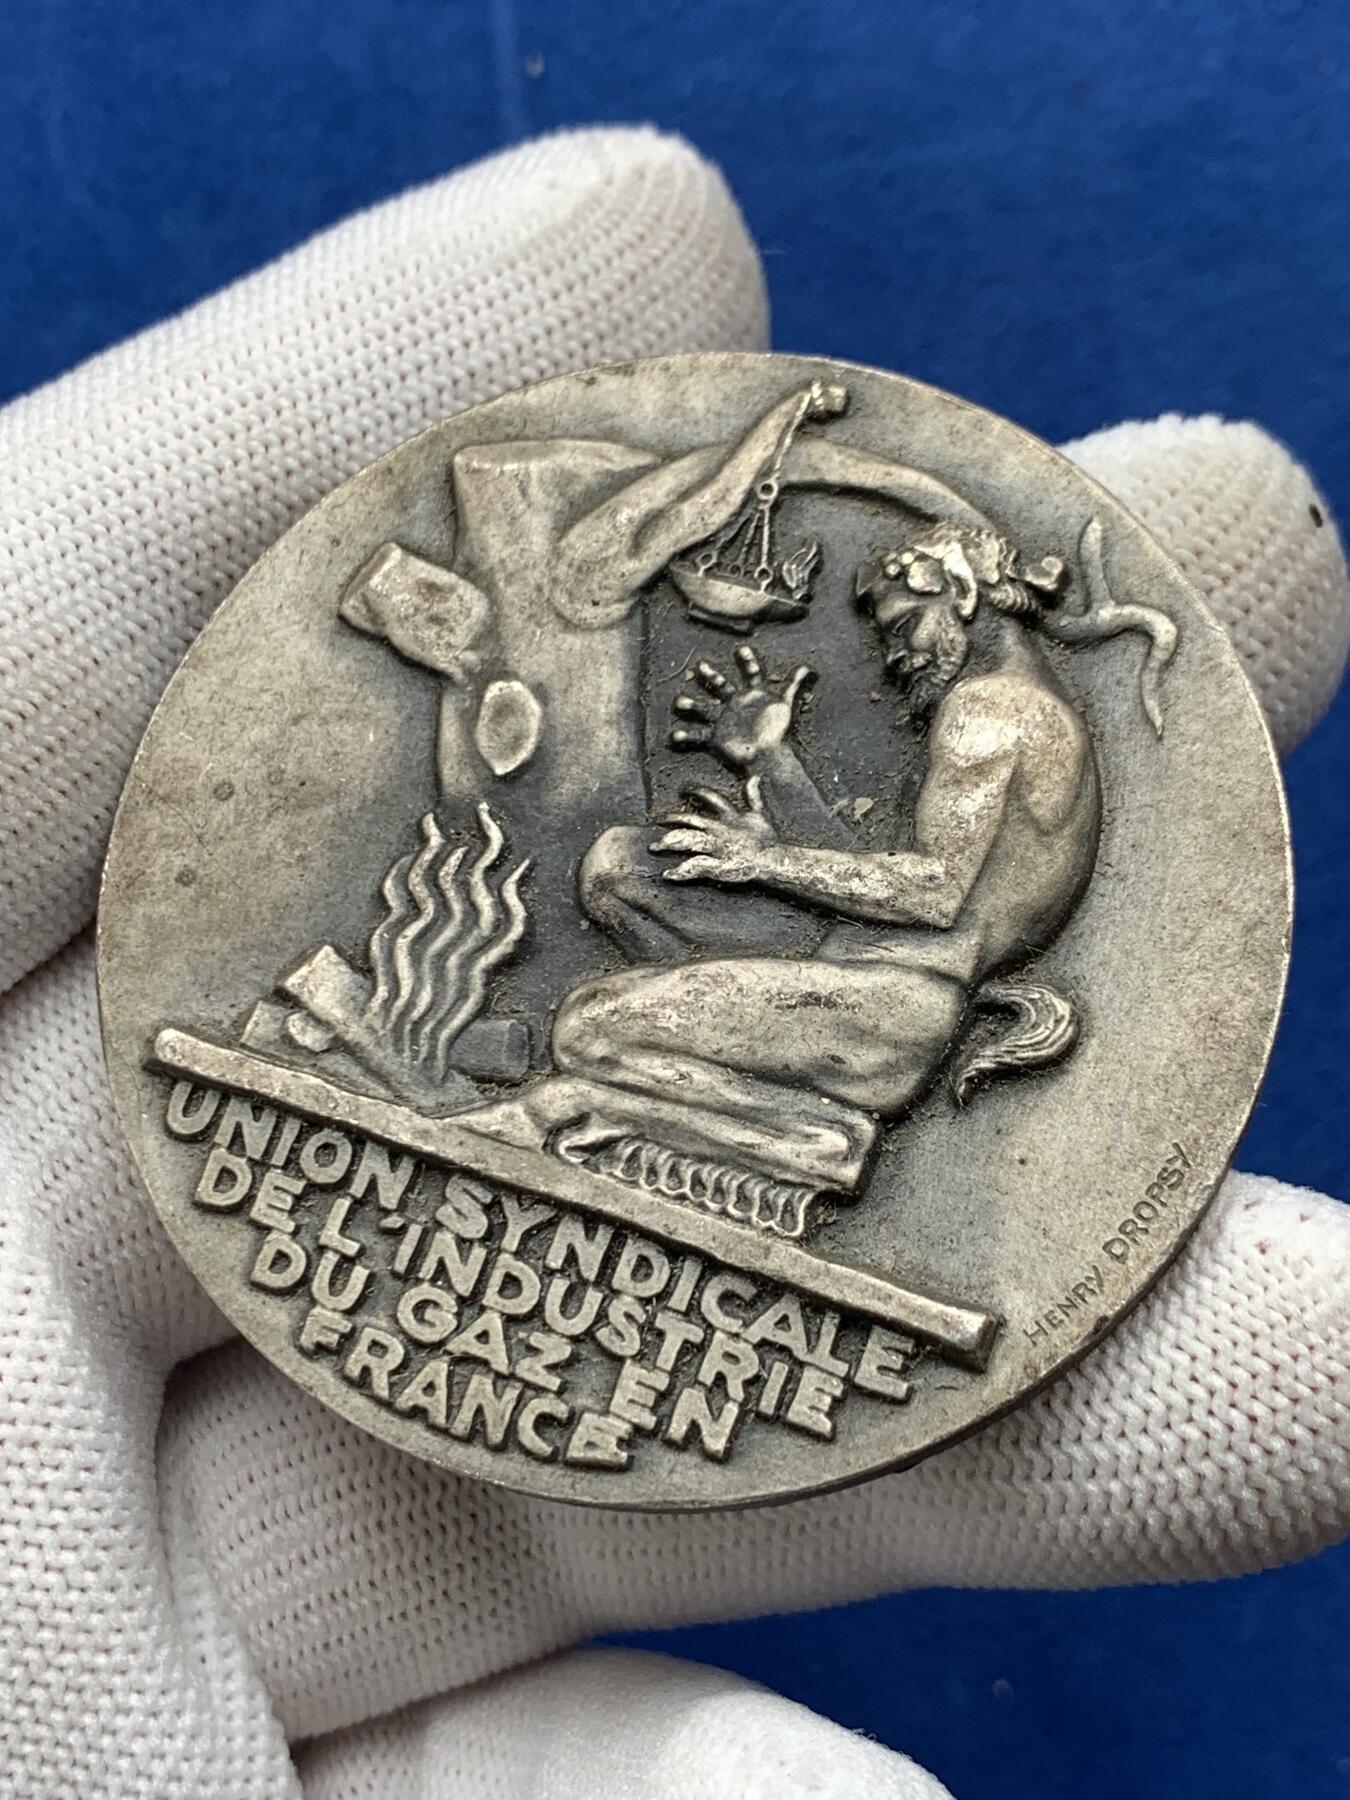 UNION SYNDICALE
DE L'INDUSTRIE
DU GAZ EN
FRANCE
HENRY DROPSY